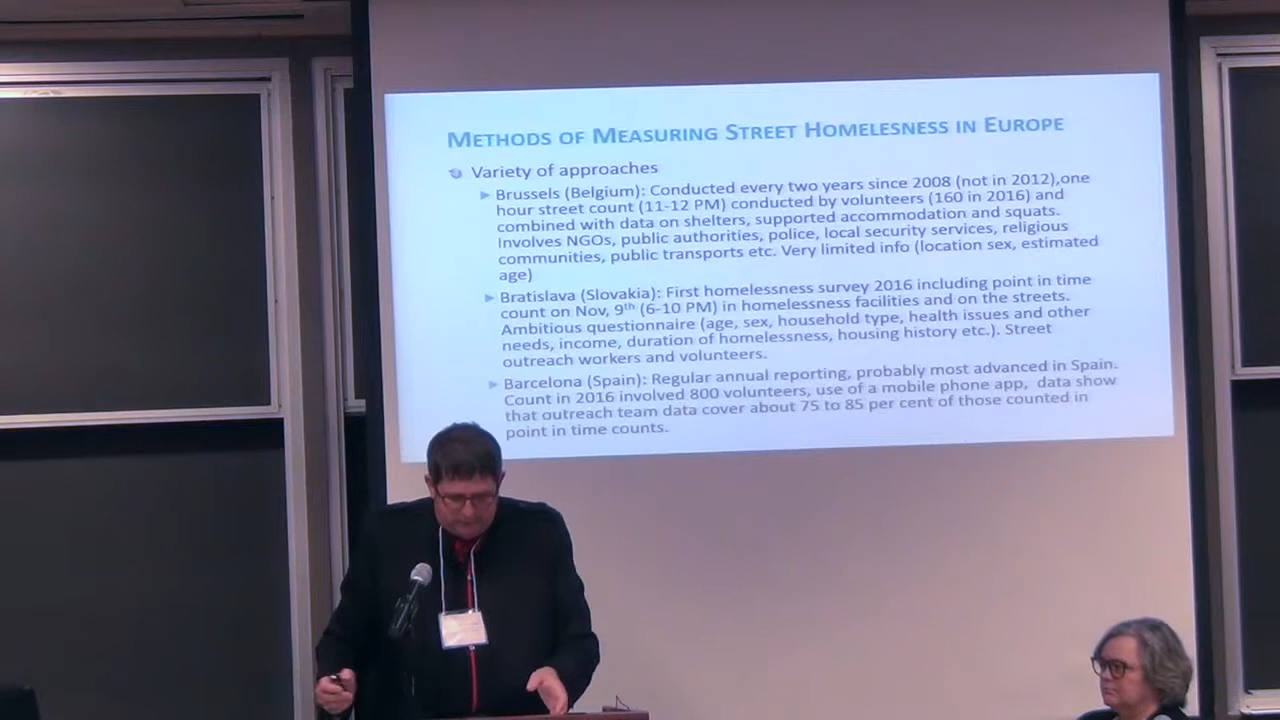 METHODS OF MEASURING STREET HOMELESNESS IN EUROPE
Variety of approaches
Brussels (Belgium): Conducted every two years since 2008 (not in 2012),one
hour street count (11-12 PM) conducted by volunteers (160 in 2016) and
combined with data on shelters, supported accommodation and squats.
Involves NGOs, public authorities, police, local security services, religious
communities, public transports etc. Very limited info (location sex, estimated
age)
Bratislava (Slovakia): First homelessness survey 2016 including point in time
count on Nov, 9th (6-10 PM) in homelessness facilities and on the streets.
Ambitious questionnaire (age, sex, household type, health issues and other
needs, income, duration of homelessness, housing history etc.). Street
outreach workers and volunteers.
Barcelona (Spain): Regular annual reporting, probably most advanced in Spain.
Count in 2016 involved 800 volunteers, use of a mobile phone app, data show
that outreach team data cover about 75 to 85 per cent of those counted in
point in time counts.